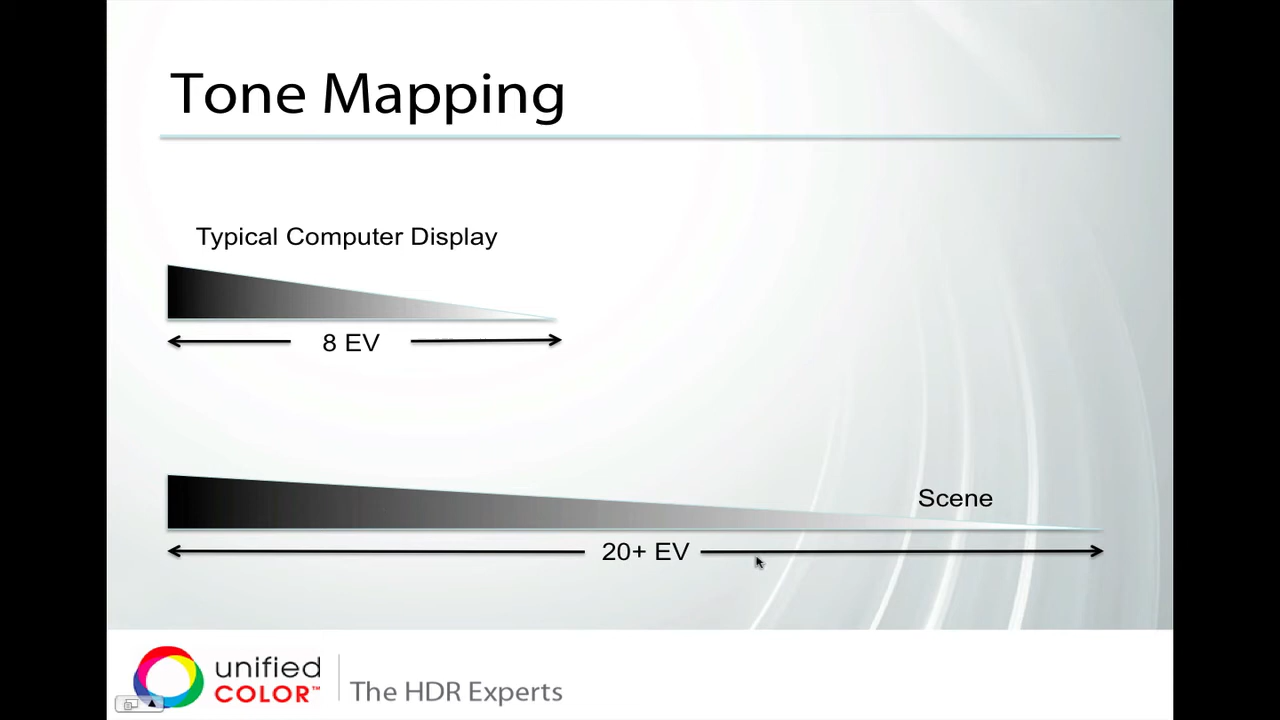 Tone Mapping
Typical Computer Display
8 EV
Scene
20+ EV
unified
COLOR™
The HDR Experts